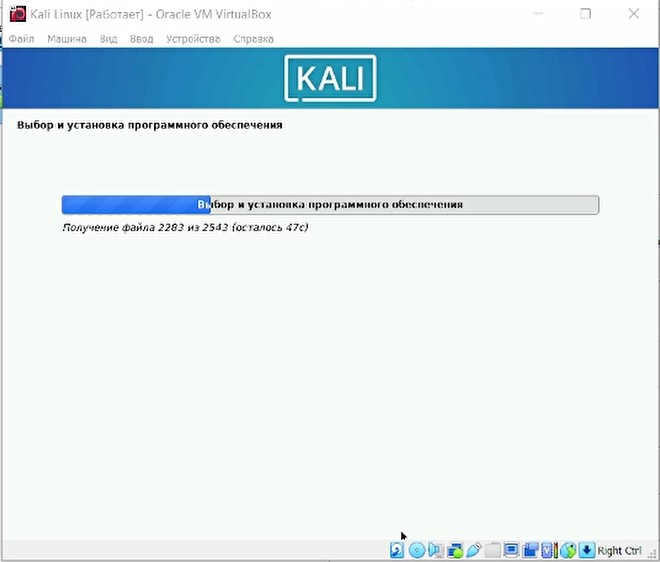 Kali Linux [Работает] - Oracle VM VirtualBox
Файл Машина Вид Ввод Устройства Справка
KALI
Выбор и установка программного обеспечения
Выбор и установка программного обеспечения
Получение файла 2283 из 2543 (осталось 47с)
Right Ctrl